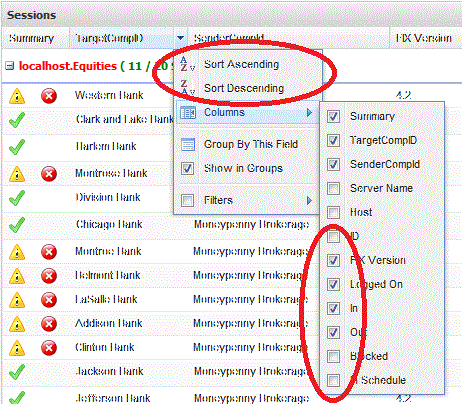 Sessions
Summary TargetCompID SenderCompId FIX Version
localhost.Equities ( 11 / 20
Western Bank 4.2
Clark and Lake Bank
Harlem Bank
Montrose Bank
Division Bank
Chicago Bank Moneypenny Brokerage
Montroe Bank Moneypenny Brokerage
Belmont Bank Moneypenny Brokerage
LaSalle Bank Moneypenny Brokerage
Addison Bank Moneypenny Brokerage
Clinton Bank Moneypenny Brokerage
Jackson Bank Moneypenny Brokerage
Jefferson Bank Moneypenny Brokerage 4.2
Sort Ascending
Sort Descending
Columns
Group By This Field
Show in Groups
Filters
Summary
TargetCompID
SenderCompId
Server Name
Host
ID
FIX Version
Logged On
In
Out
Blocked
In Schedule